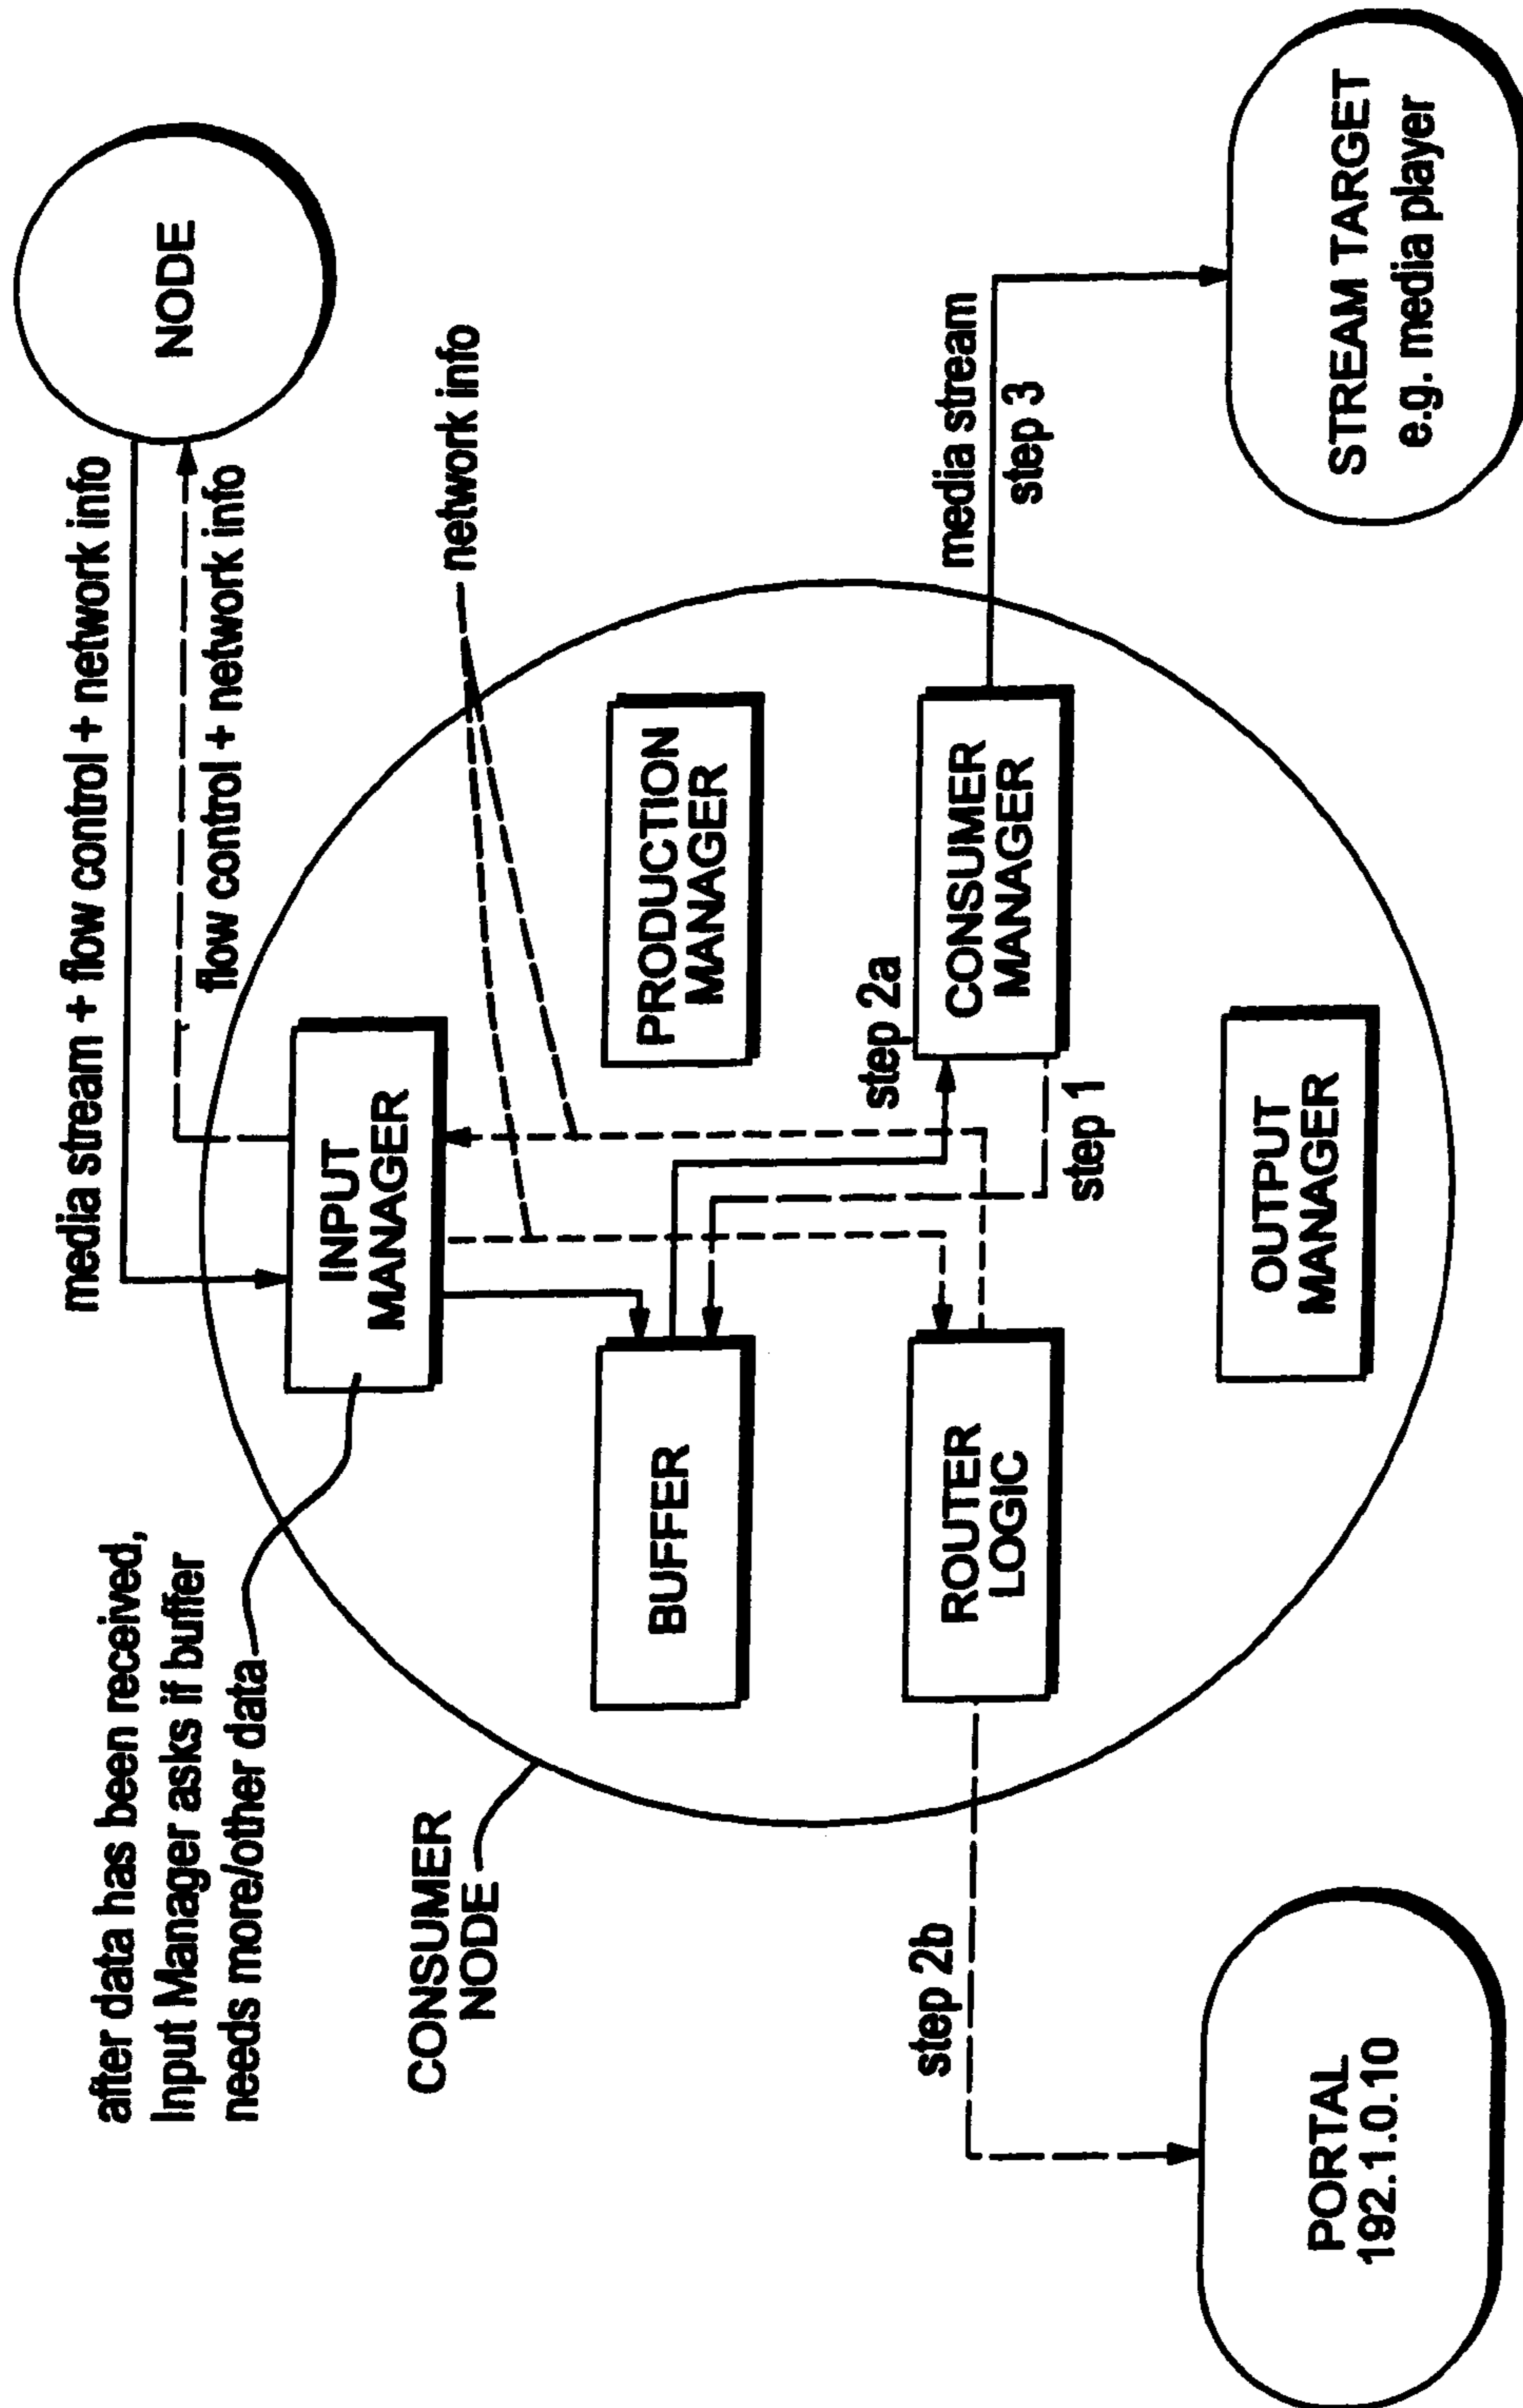 after data has been received,
Input Manager asks if buffer
needs more/other data
media stream + flow control + network info
flow control + network info
NODE
CONSUMER
NODE
INPUT
MANAGER
network info
BUFFER
PRODUCTION
MANAGER
step 2a
ROUTER
LOGIC
CONSUMER
MANAGER
step 1
media stream
step 3
step 2b
OUTPUT
MANAGER
PORTAL
192.1.0.10
STREAM TARGET
e.g. media player